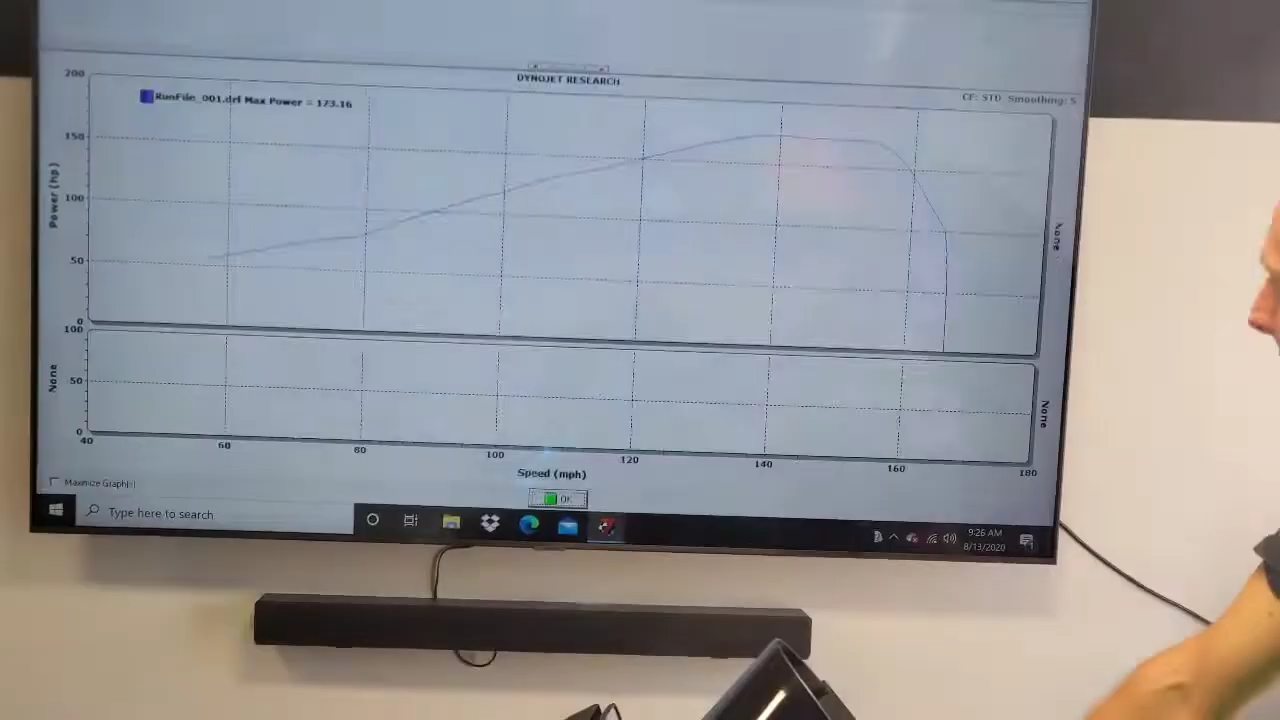 DYNOJET RESEARCH
CF: STD Smoothing: 5
RunFile_001.drf Max Power = 173.16
200
150
100
50
0
Power (hp)
None
100
50
0
None
None
40
60
80
100
120
140
160
180
Speed (mph)
Maximize Graph
OK
Type here to search
9:26 AM
8/13/2020